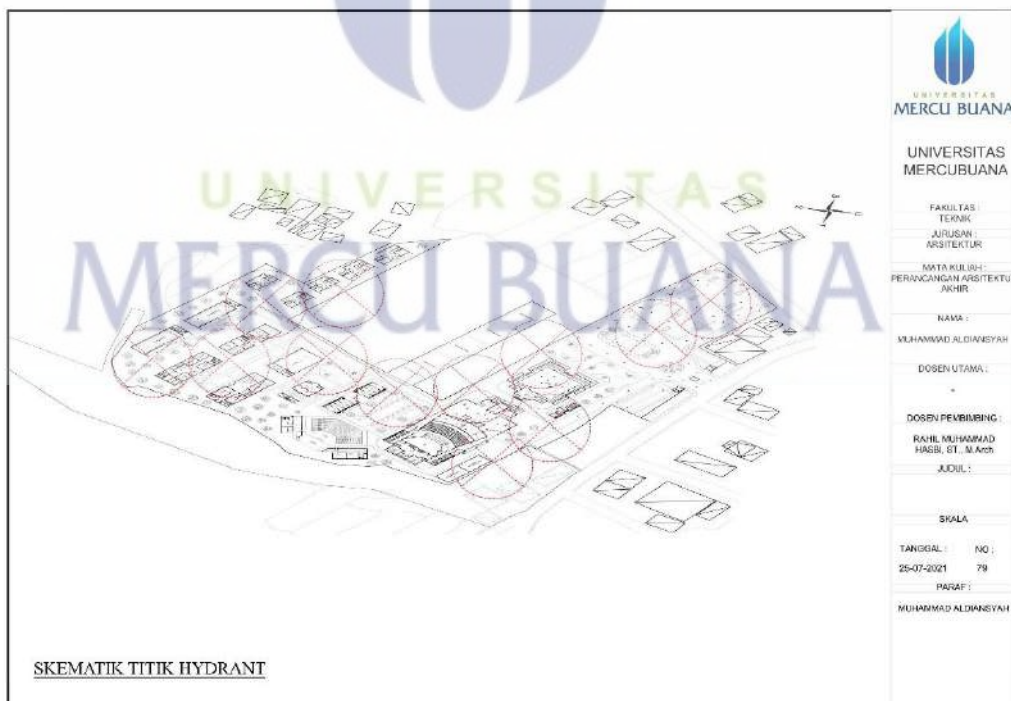 UNIVERSITAS
MERCU BUANA
SKEMATIK TITIK HYDRANT
UNIVERSITAS
MERCU BUANA
UNIVERSITAS
MERCUBUANA
FAKULTAS :
TEKNIK
JURUSAN :
ARSITEKTUR
MATA KULIAH :
PERANCANGAN ARSITEKTU
AKHIR
NAMA :
MUHAMMAD ALDIANSYAH
DOSEN UTAMA :
-
DOSEN PEMBIMBING :
RAHIL MUHAMMAD
HASBI, ST., M.Arch
JUDUL :
SKALA
TANGGAL : NO :
25-07-2021 79
PARAF :
MUHAMMAD ALDIANSYAH